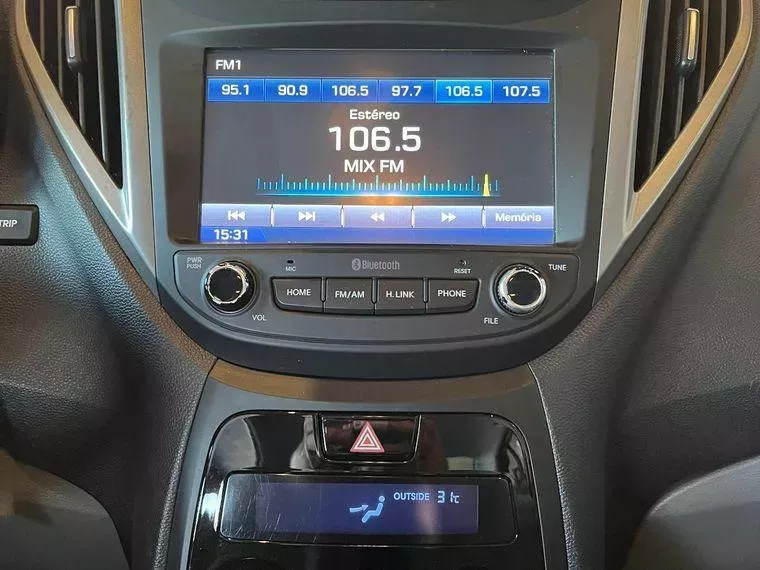 FM1
95.1 90.9 106.5 97.7 106.5 107.5
Estéreo
106.5
MIX FM
Memória
15:31
TRIP
PWR PUSH
MIC
Bluetooth
RESET
TUNE
HOME FM/AM H.LINK PHONE
VOL
FILE
OUTSIDE 31°C